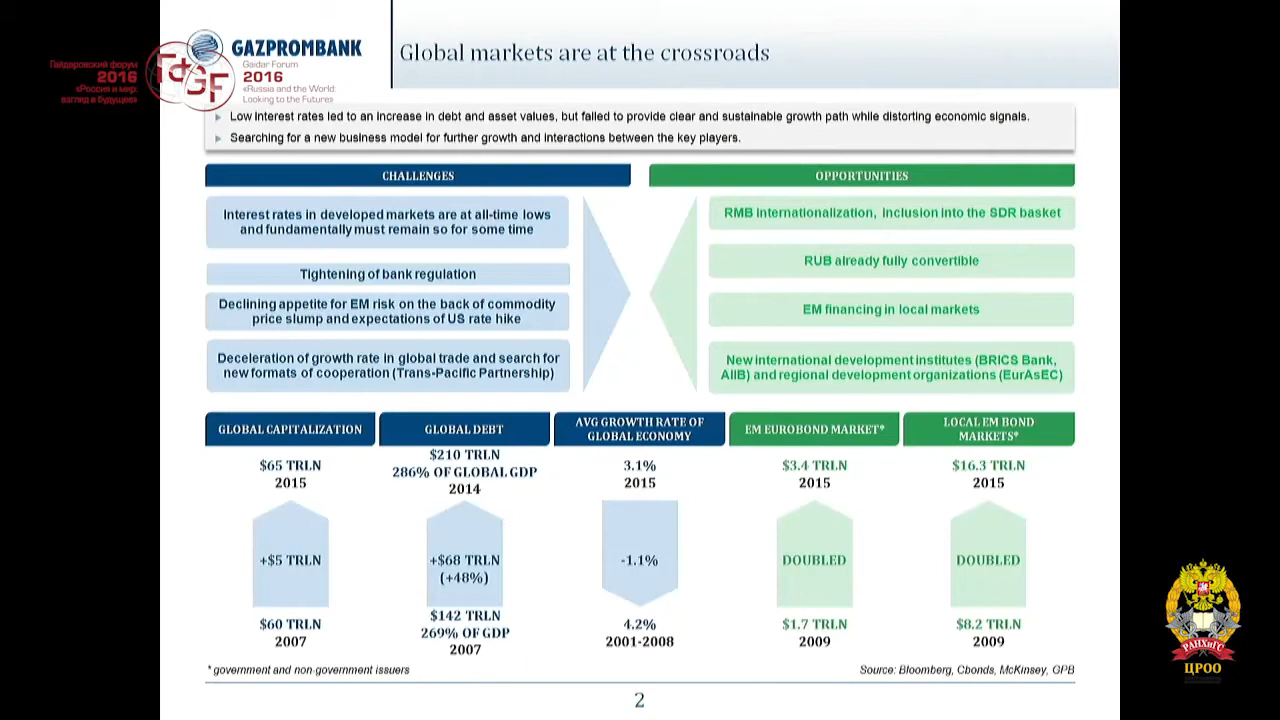 GAZPROMBANK
Global markets are at the crossroads
Гайдаровский форум
2016
«Россия и мир:
взгляд в будущее»
ГФ
GF
Gaidar Forum
2016
«Russia and the World:
Looking to the Future»
Low interest rates led to an increase in debt and asset values, but failed to provide clear and sustainable growth path while distorting economic signals.
Searching for a new business model for further growth and interactions between the key players.
CHALLENGES
Interest rates in developed markets are at all-time lows
and fundamentally must remain so for some time
Tightening of bank regulation
Declining appetite for EM risk on the back of commodity
price slump and expectations of US rate hike
Deceleration of growth rate in global trade and search for
new formats of cooperation (Trans-Pacific Partnership)
OPPORTUNITIES
RMB internationalization, inclusion into the SDR basket
RUB already fully convertible
EM financing in local markets
New international development institutes (BRICS Bank,
AIIB) and regional development organizations (EurAsEC)
GLOBAL CAPITALIZATION
$65 TRLN
2015
+$5 TRLN
$60 TRLN
2007
GLOBAL DEBT
$210 TRLN
286% OF GLOBAL GDP
2014
+$68 TRLN
(+48%)
$142 TRLN
269% OF GDP
2007
AVG GROWTH RATE OF
GLOBAL ECONOMY
3.1%
2015
-1.1%
4.2%
2001-2008
EM EUROBOND MARKET*
$3.4 TRLN
2015
DOUBLED
$1.7 TRLN
2009
LOCAL EM BOND
MARKETS*
$16.3 TRLN
2015
DOUBLED
$8.2 TRLN
2009
* government and non-government issuers
Source: Bloomberg, Cbonds, McKinsey, GPB
2
РАНХиГС
ЦРОО